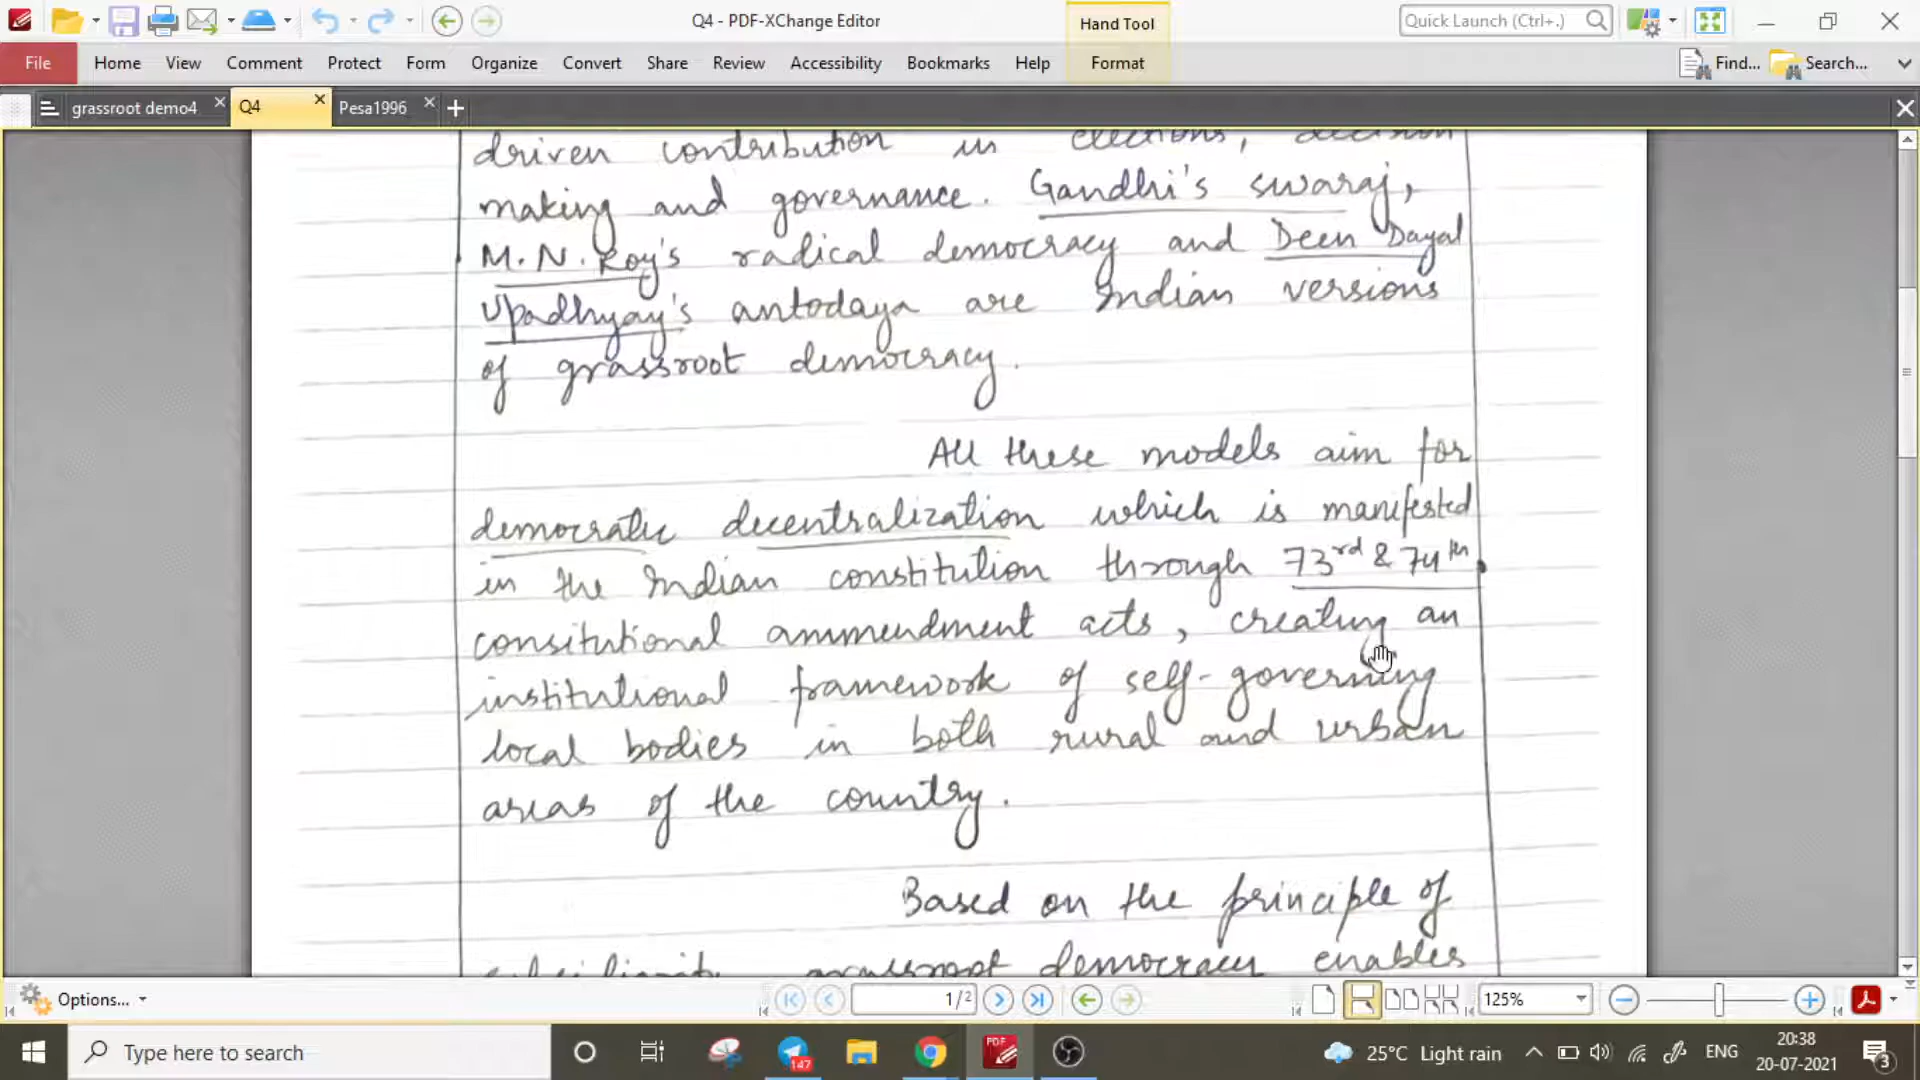 Q4 - PDF-XChange Editor
Hand Tool
Quick Launch (Ctrl+.)
File Home View Comment Protect Form Organize Convert Share Review Accessibility Bookmarks Help Format Find... Search...
grassroot demo4 Q4 Pesa1996
driven contribution in elections, decision
making and governance. Gandhi's swaraj,
M.N. Roy's radical democracy and Deen Dayal
Upadhyay's antodaya are Indian versions
of grassroot democracy.
All these models aim for
democratic decentralization which is manifested
in the Indian constitution through 73rd & 74th
consitutional ammendment acts, creating an
institutional framework of self-governing
local bodies in both rural and urban
areas of the country.
Based on the principle of
grassroot democracy enables
Options... 1/2 125%
Type here to search
147
PDF
25°C Light rain
ENG
20:38
20-07-2021
3